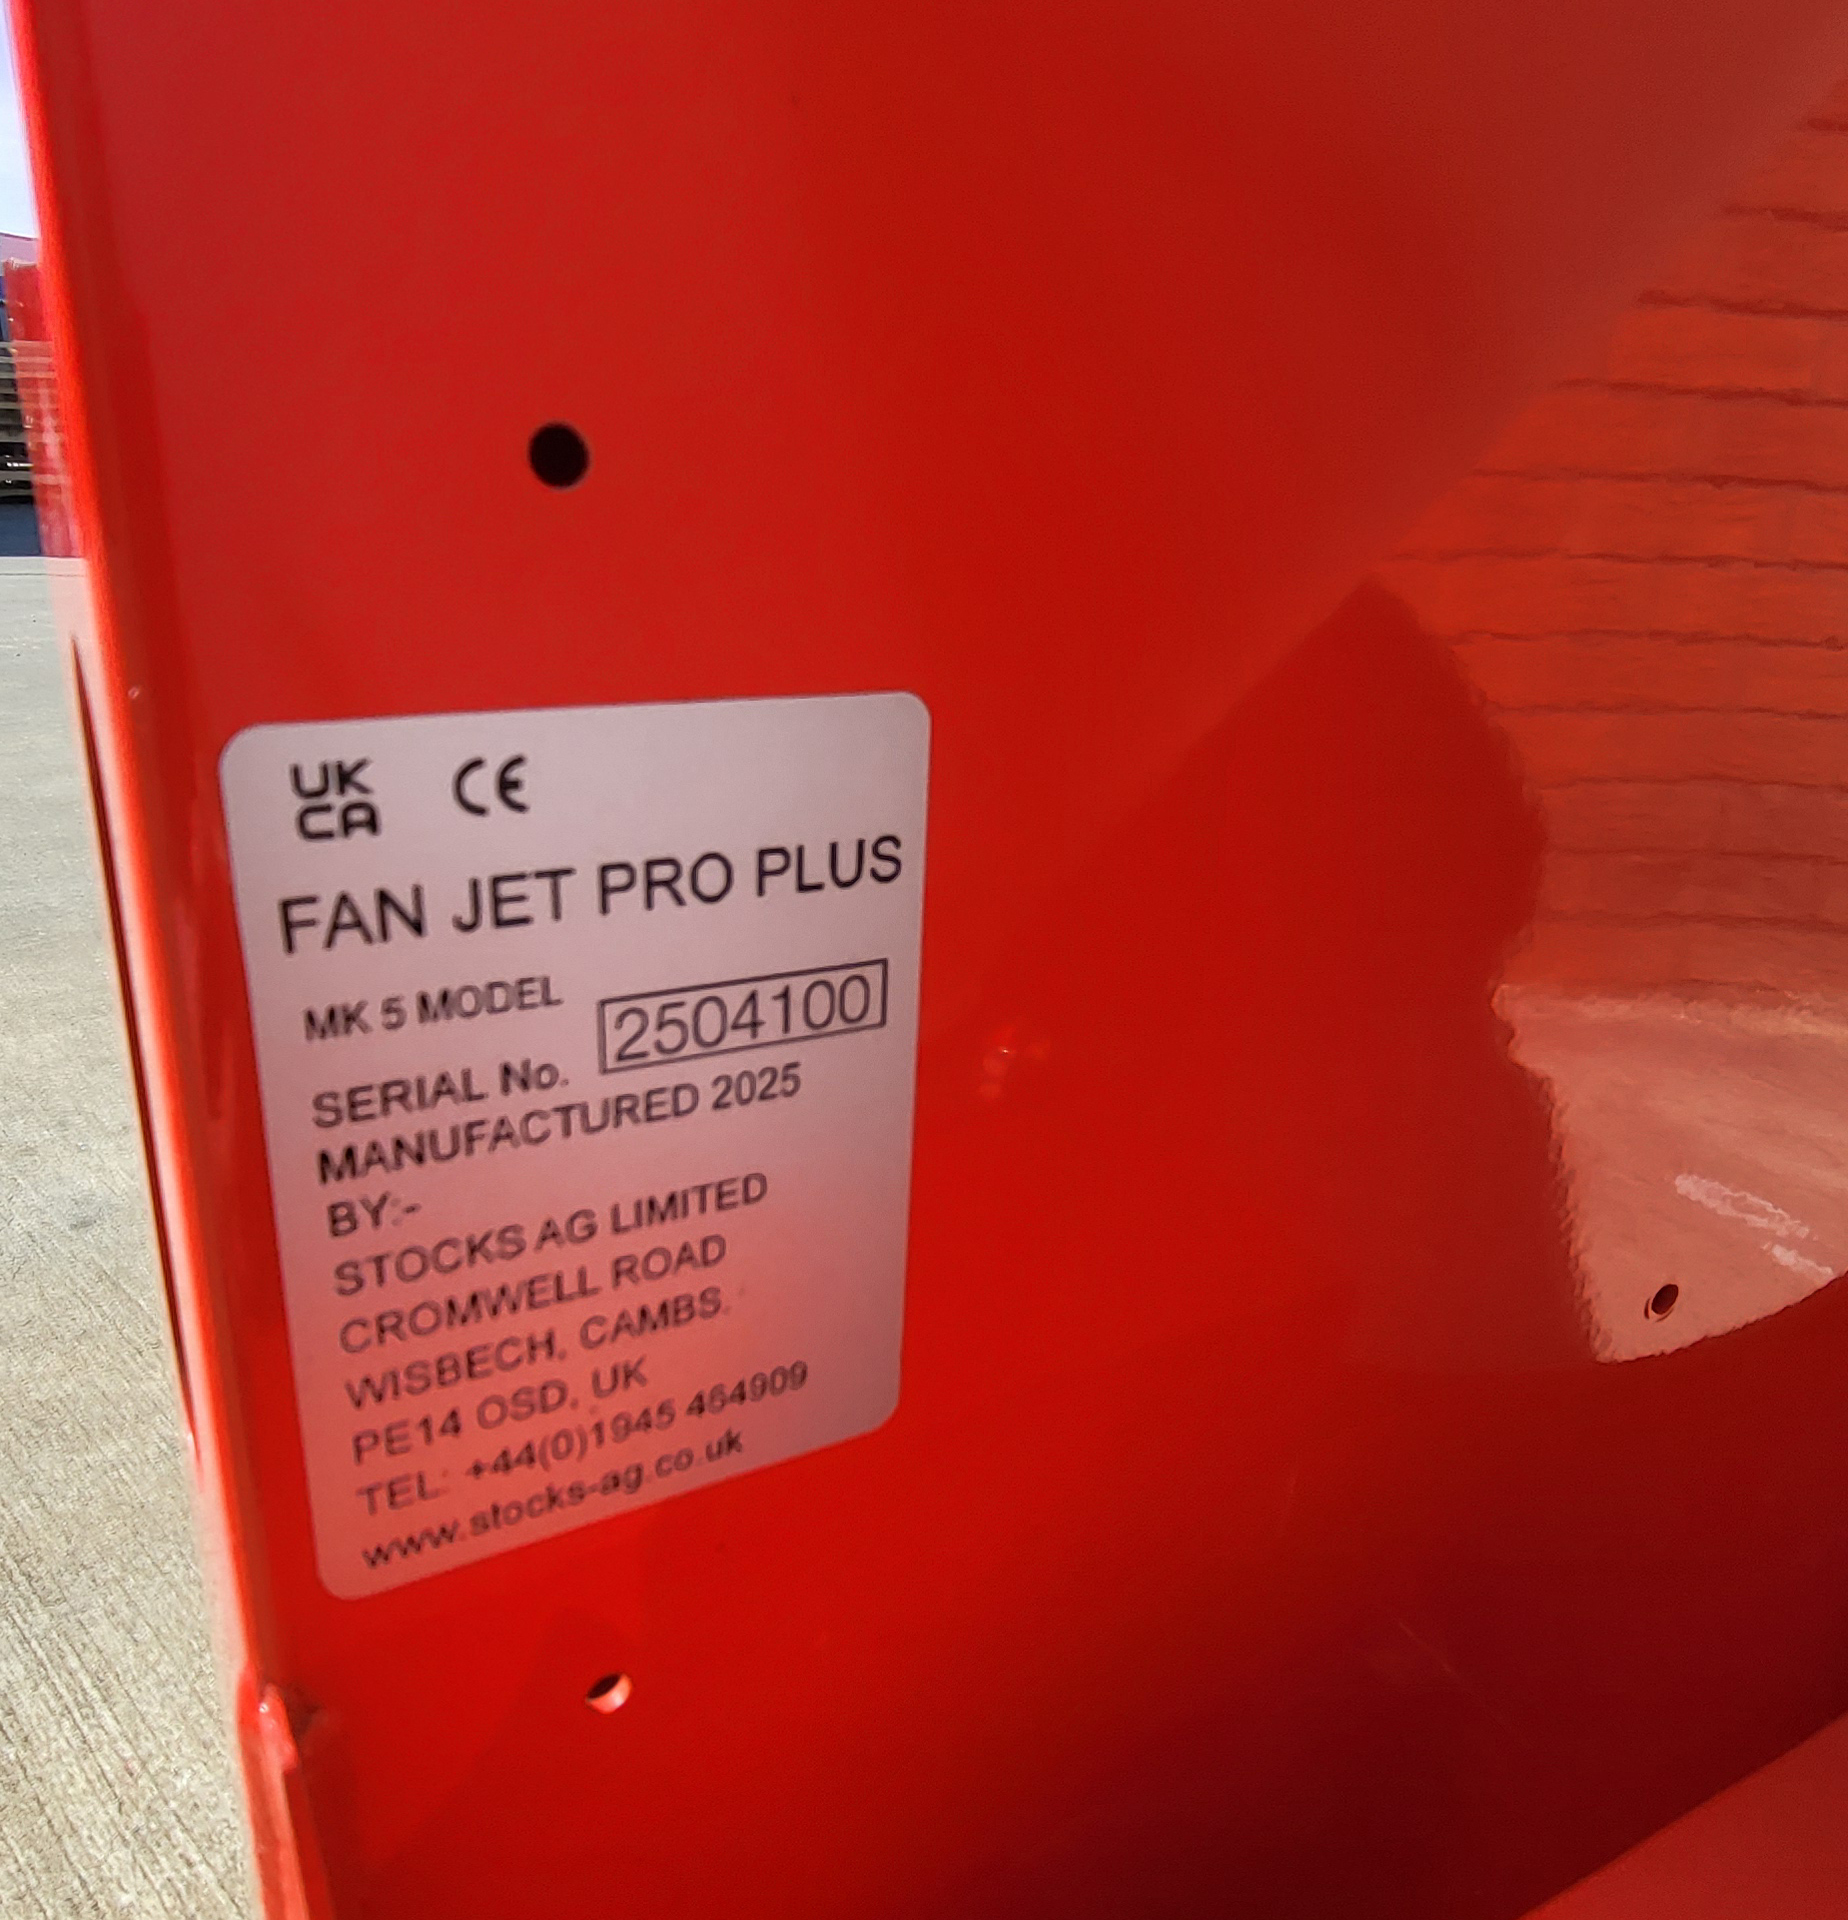 UK
CA CE
FAN JET PRO PLUS
MK 5 MODEL
2504100
SERIAL No.
MANUFACTURED 2025
BY:-
STOCKS AG LIMITED
CROMWELL ROAD
WISBECH, CAMBS.
PE14 OSD, UK
TEL: +44(0)1945 464909
www.stocks-ag.co.uk